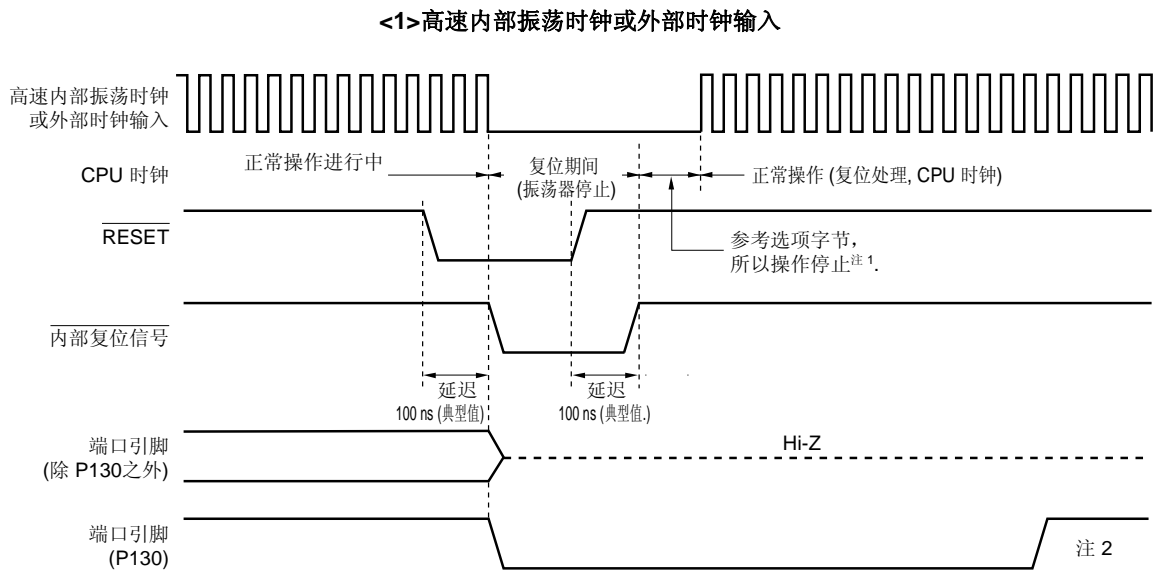 <1>高速内部振荡时钟或外部时钟输入
高速内部振荡时钟
或外部时钟输入
CPU 时钟
正常操作进行中
复位期间
(振荡器停止)
正常操作 (复位处理, CPU 时钟)
RESET
参考选项字节，
所以操作停止注 1.
内部复位信号
延迟
100 ns (典型值)
延迟
100 ns (典型值.)
端口引脚
(除 P130之外)
Hi-Z
端口引脚
(P130)
注 2